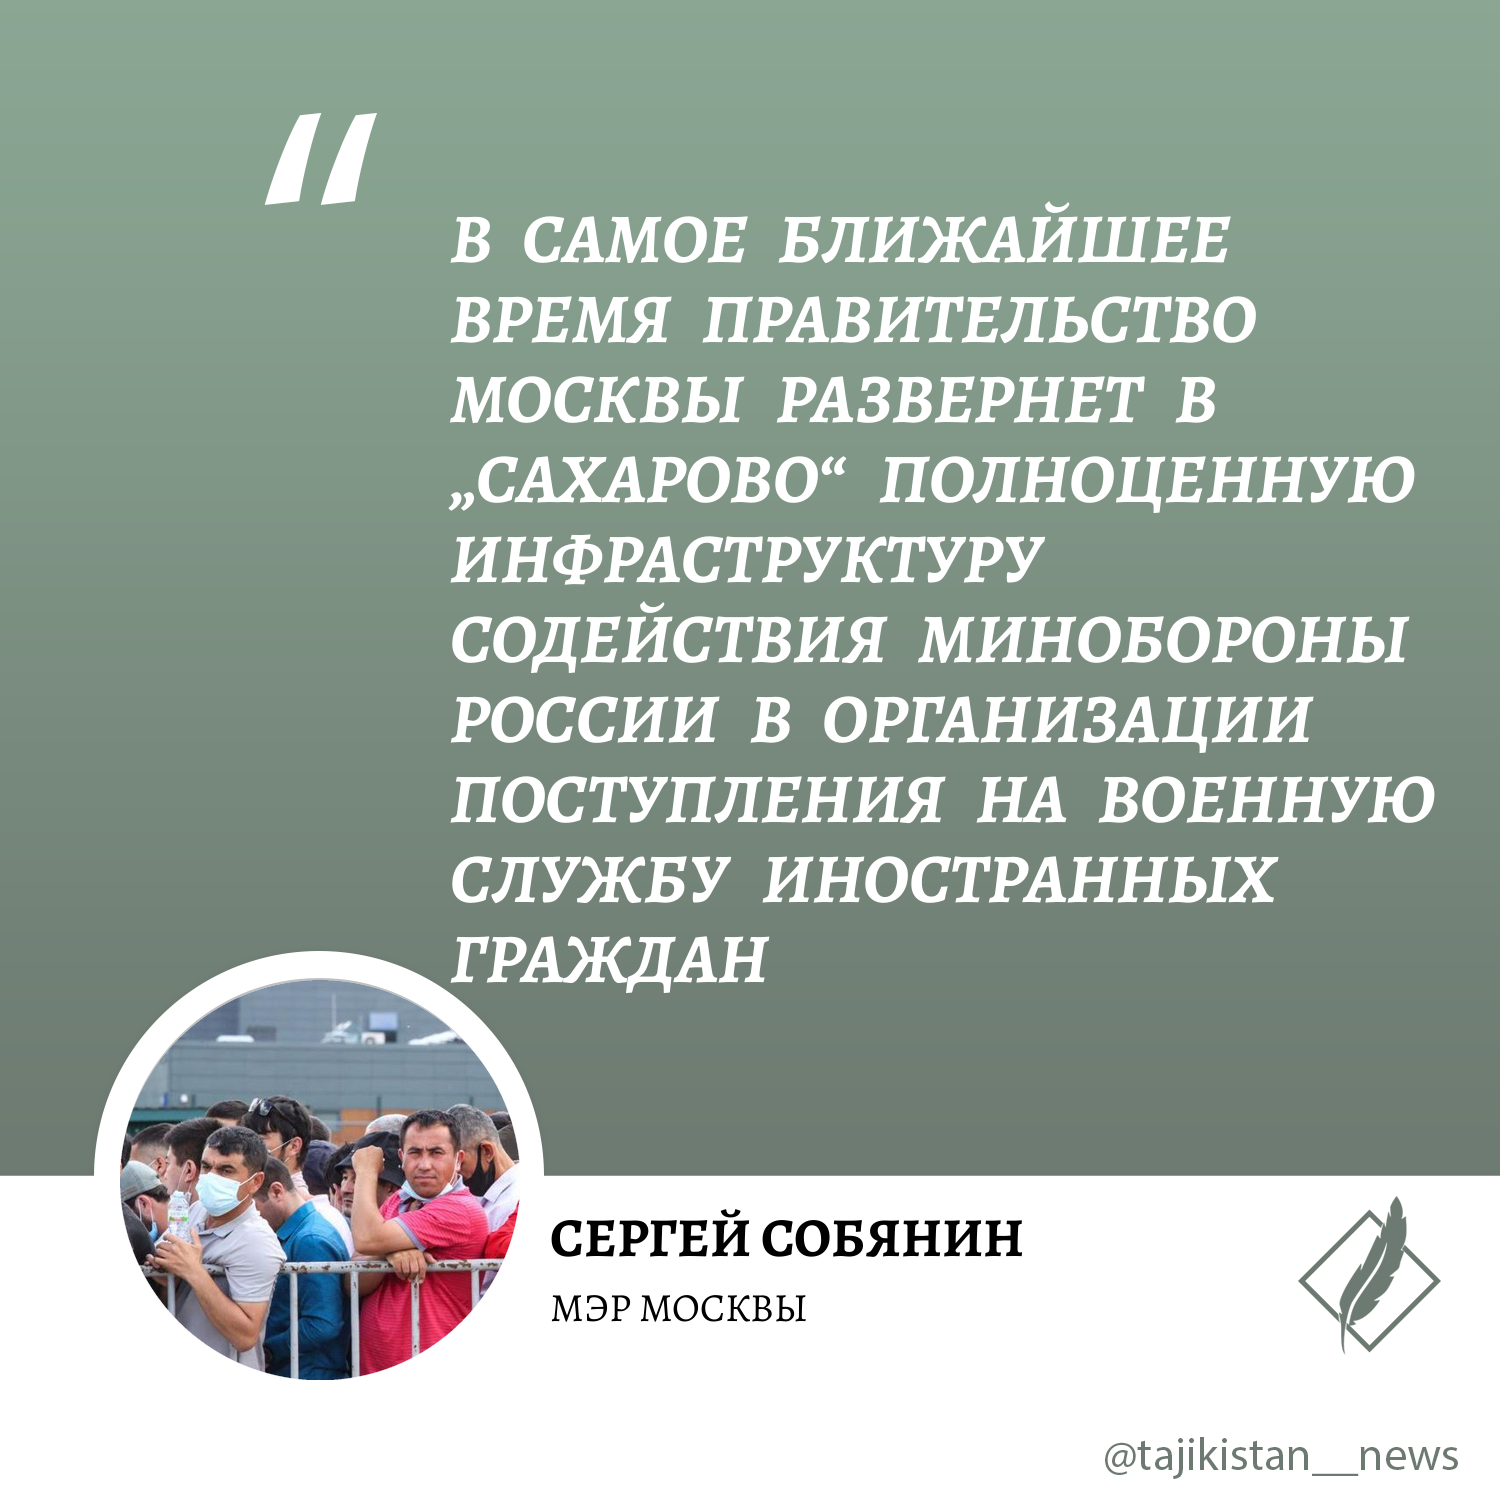 “
В САМОЕ БЛИЖАЙШЕЕ
ВРЕМЯ ПРАВИТЕЛЬСТВО
МОСКВЫ РАЗВЕРНЕТ В
„САХАРОВО“ ПОЛНОЦЕННУЮ
ИНФРАСТРУКТУРУ
СОДЕЙСТВИЯ МИНОБОРОНЫ
РОССИИ В ОРГАНИЗАЦИИ
ПОСТУПЛЕНИЯ НА ВОЕННУЮ
СЛУЖБУ ИНОСТРАННЫХ
ГРАЖДАН
СЕРГЕЙ СОБЯНИН
МЭР МОСКВЫ
@tajikistan__news